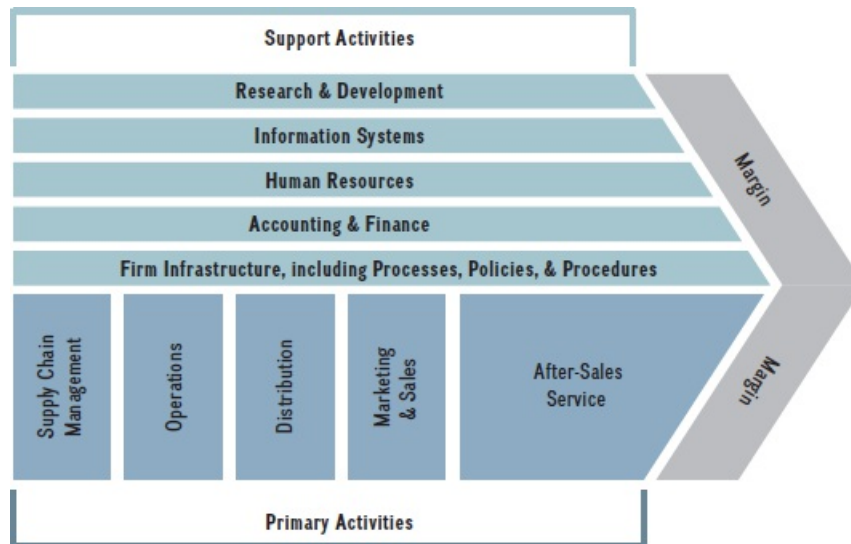 Support Activities
Research & Development
Information Systems
Human Resources
Accounting & Finance
Firm Infrastructure, including Processes, Policies, & Procedures
Margin
Supply Chain
Management
Operations
Distribution
Marketing
& Sales
After-Sales
Service
Margin
Primary Activities